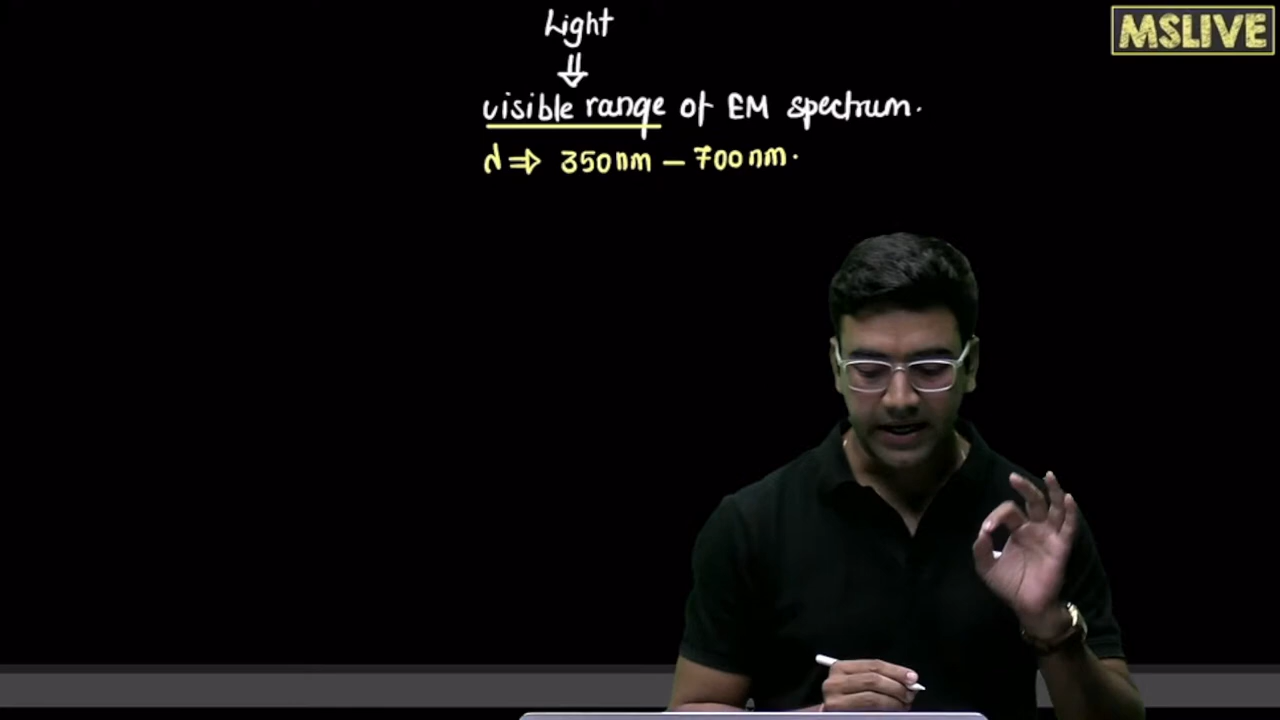 Light
⇓
visible range of EM spectrum.
λ ⇒ 350nm – 700nm.
MSLIVE